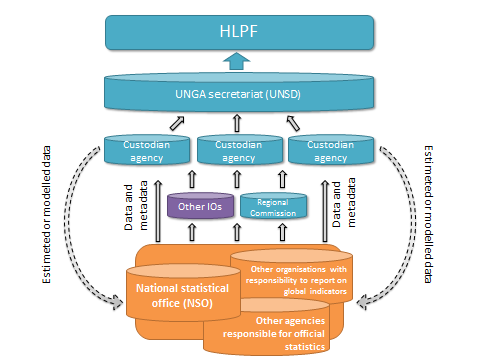 HLPF
UNGA secretariat (UNSD)
Custodian
agency
Custodian
agency
Custodian
agency
Estimeted or modelled data
Data and
metadata
Other IOs
Regional
Commission
Data and
metadata
Estimeted or modelled data
National statistical
office (NSO)
Other organisations with
responsibility to report on
global indicators
Other agencies
responsible for official
statistics